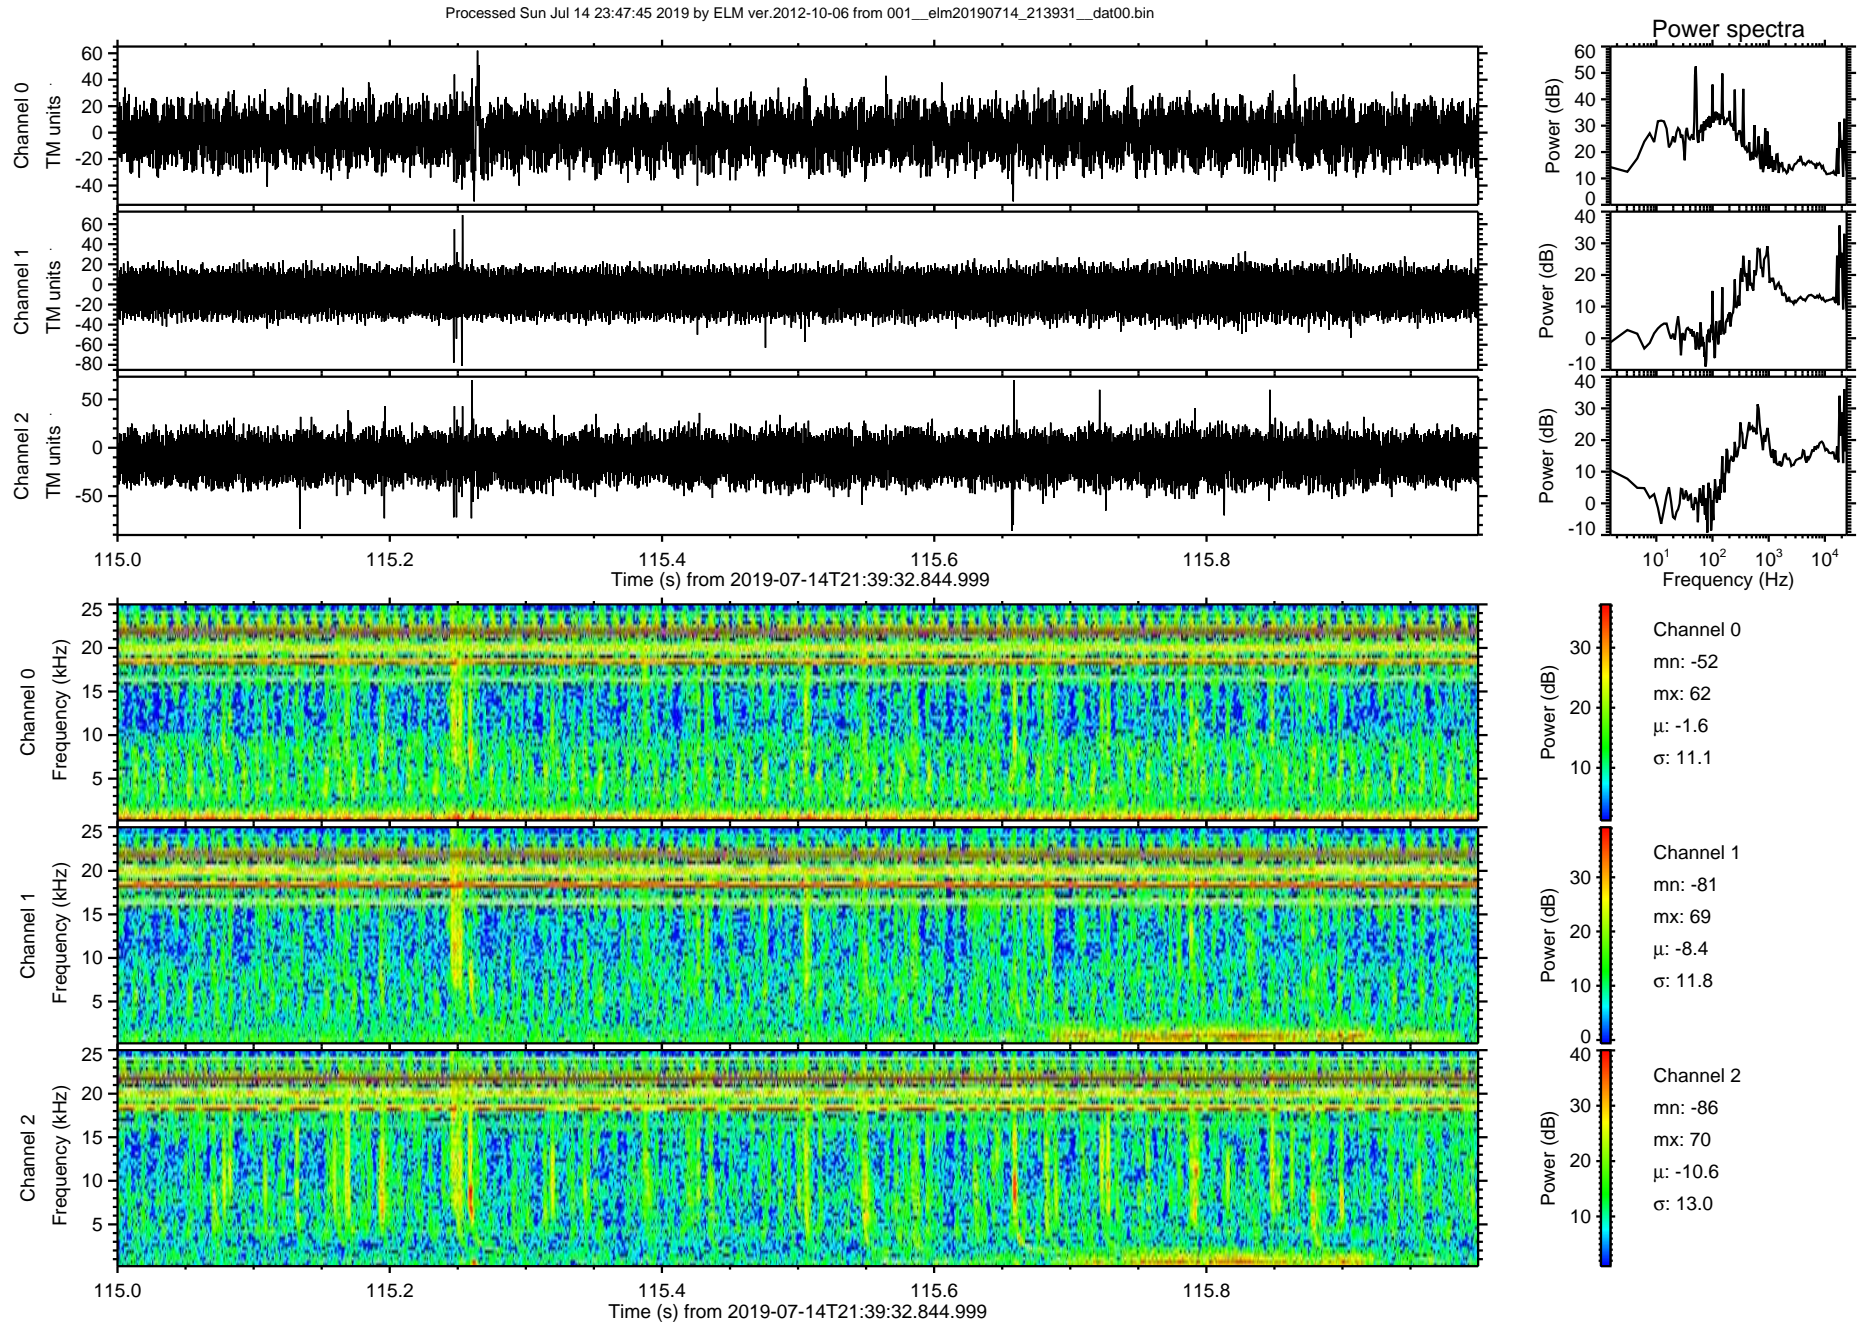 Processed Sun Jul 14 23:47:45 2019 by ELM ver.2012-10-06 from 001__elm20190714_213931__dat00.bin
Power spectra
Channel 0
TM units
60
40
20
0
-20
-40
Power (dB)
60
50
40
30
20
10
0
Channel 1
TM units
60
40
20
0
-20
-40
-60
-80
Power (dB)
40
30
20
10
0
-10
Channel 2
TM units
50
0
-50
Power (dB)
40
30
20
10
0
-10
115.0 115.2 115.4 115.6 115.8
Time (s) from 2019-07-14T21:39:32.844.999
10^1 10^2 10^3 10^4
Frequency (Hz)
Channel 0
Frequency (kHz)
25
20
15
10
5
Power (dB)
30
20
10
Channel 0
mn: -52
mx: 62
µ: -1.6
σ: 11.1
Channel 1
Frequency (kHz)
25
20
15
10
5
Power (dB)
30
20
10
0
Channel 1
mn: -81
mx: 69
µ: -8.4
σ: 11.8
Channel 2
Frequency (kHz)
25
20
15
10
5
Power (dB)
40
30
20
10
Channel 2
mn: -86
mx: 70
µ: -10.6
σ: 13.0
115.0 115.2 115.4 115.6 115.8
Time (s) from 2019-07-14T21:39:32.844.999